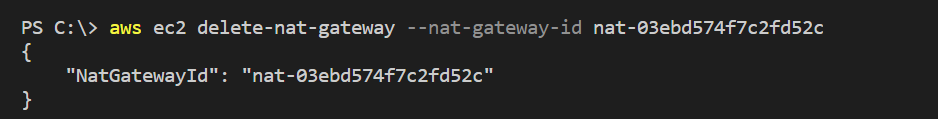 PS C:\> aws ec2 delete-nat-gateway --nat-gateway-id nat-03ebd574f7c2fd52c
{
    "NatGatewayId": "nat-03ebd574f7c2fd52c"
}